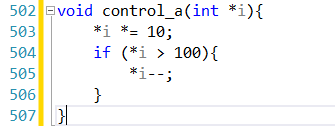 502 void control_a(int *i){
503     *i *= 10;
504     if (*i > 100){
505         *i--;
506     }
507 }